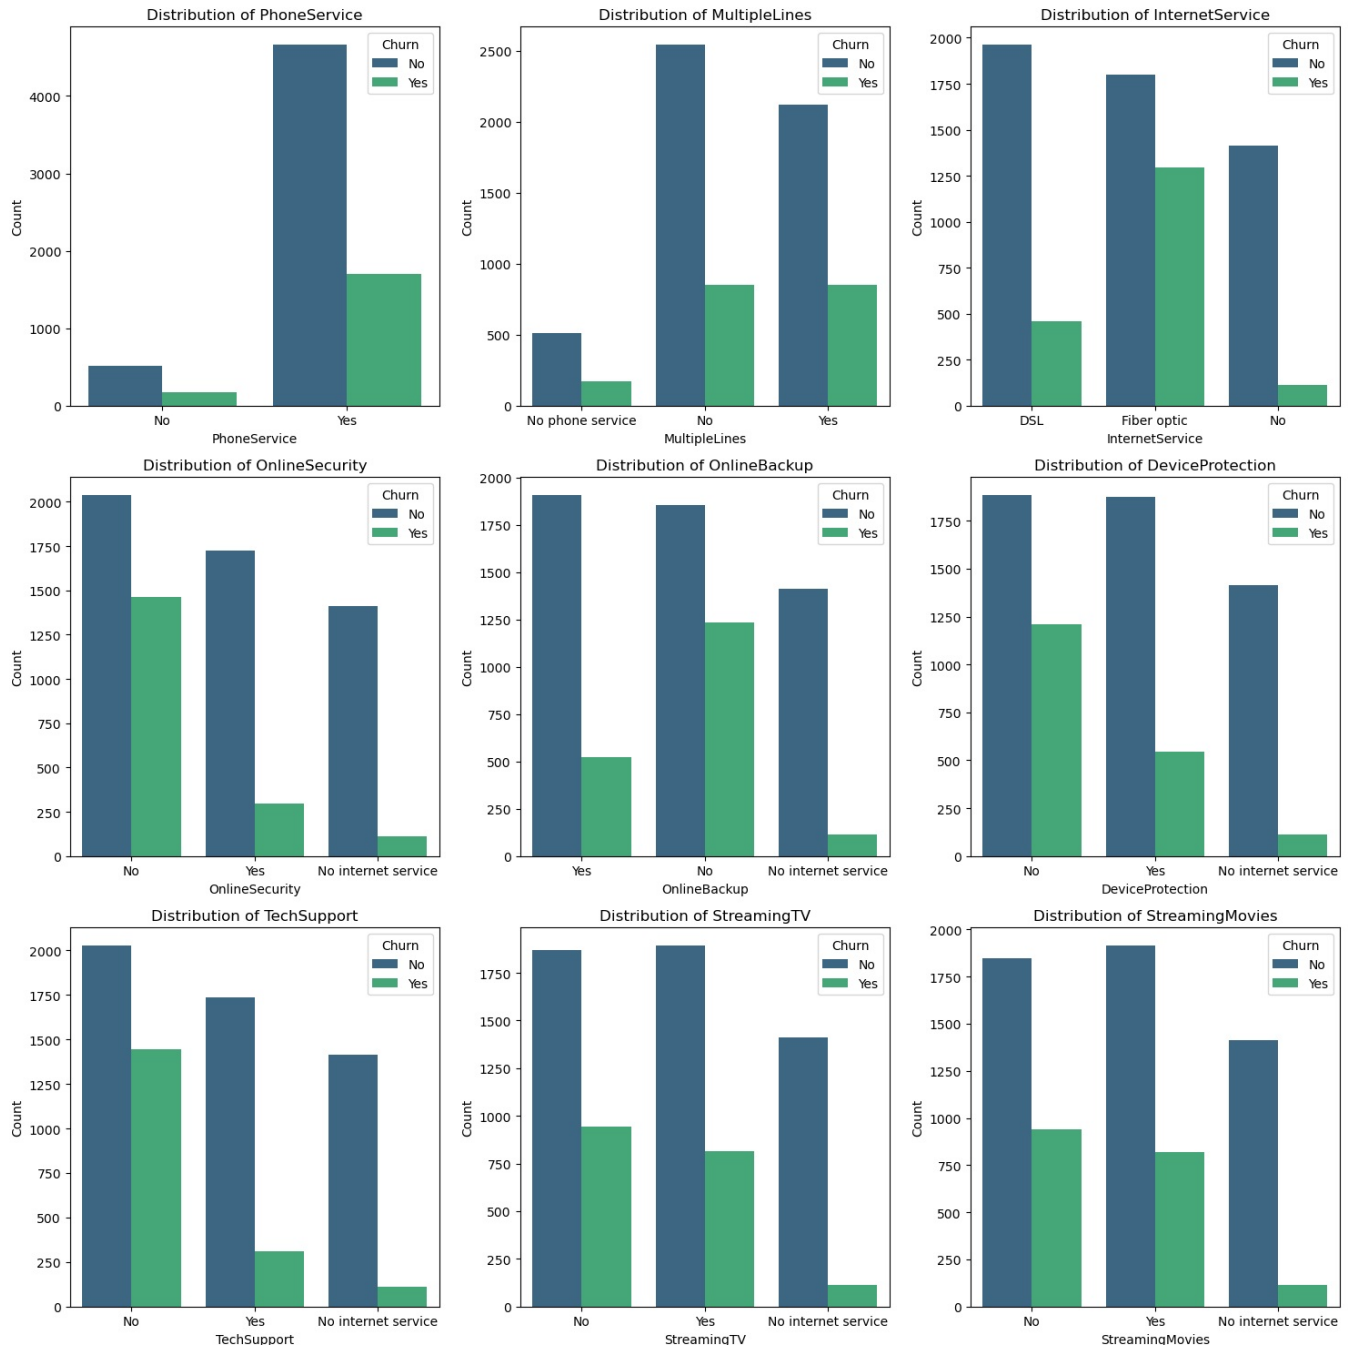 Distribution of PhoneService
Churn
No
Yes
4000
3000
2000
1000
0
Count
No
Yes
PhoneService
Distribution of MultipleLines
Churn
No
Yes
2500
2000
1500
1000
500
0
Count
No phone service
No
Yes
MultipleLines
Distribution of InternetService
Churn
No
Yes
2000
1750
1500
1250
1000
750
500
250
0
Count
DSL
Fiber optic
No
InternetService
Distribution of OnlineSecurity
Churn
No
Yes
2000
1750
1500
1250
1000
750
500
250
0
Count
No
Yes
No internet service
OnlineSecurity
Distribution of OnlineBackup
Churn
No
Yes
2000
1750
1500
1250
1000
750
500
250
0
Count
Yes
No
No internet service
OnlineBackup
Distribution of DeviceProtection
Churn
No
Yes
1750
1500
1250
1000
750
500
250
0
Count
No
Yes
No internet service
DeviceProtection
Distribution of TechSupport
Churn
No
Yes
2000
1750
1500
1250
1000
750
500
250
0
Count
No
Yes
No internet service
TechSupport
Distribution of StreamingTV
Churn
No
Yes
1750
1500
1250
1000
750
500
250
0
Count
No
Yes
No internet service
StreamingTV
Distribution of StreamingMovies
Churn
No
Yes
2000
1750
1500
1250
1000
750
500
250
0
Count
No
Yes
No internet service
StreamingMovies